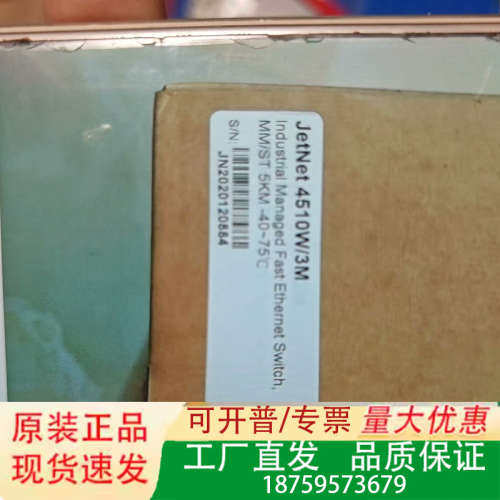 JetNet 4510W/3M
Industrial Managed Fast Ethernet Switch,
MM/ST 5KM -40~75℃
S/N:
JN2020120884
原装正品
现货速发
可开普/专票
量大优惠
工厂直发 品质保证
18759573679